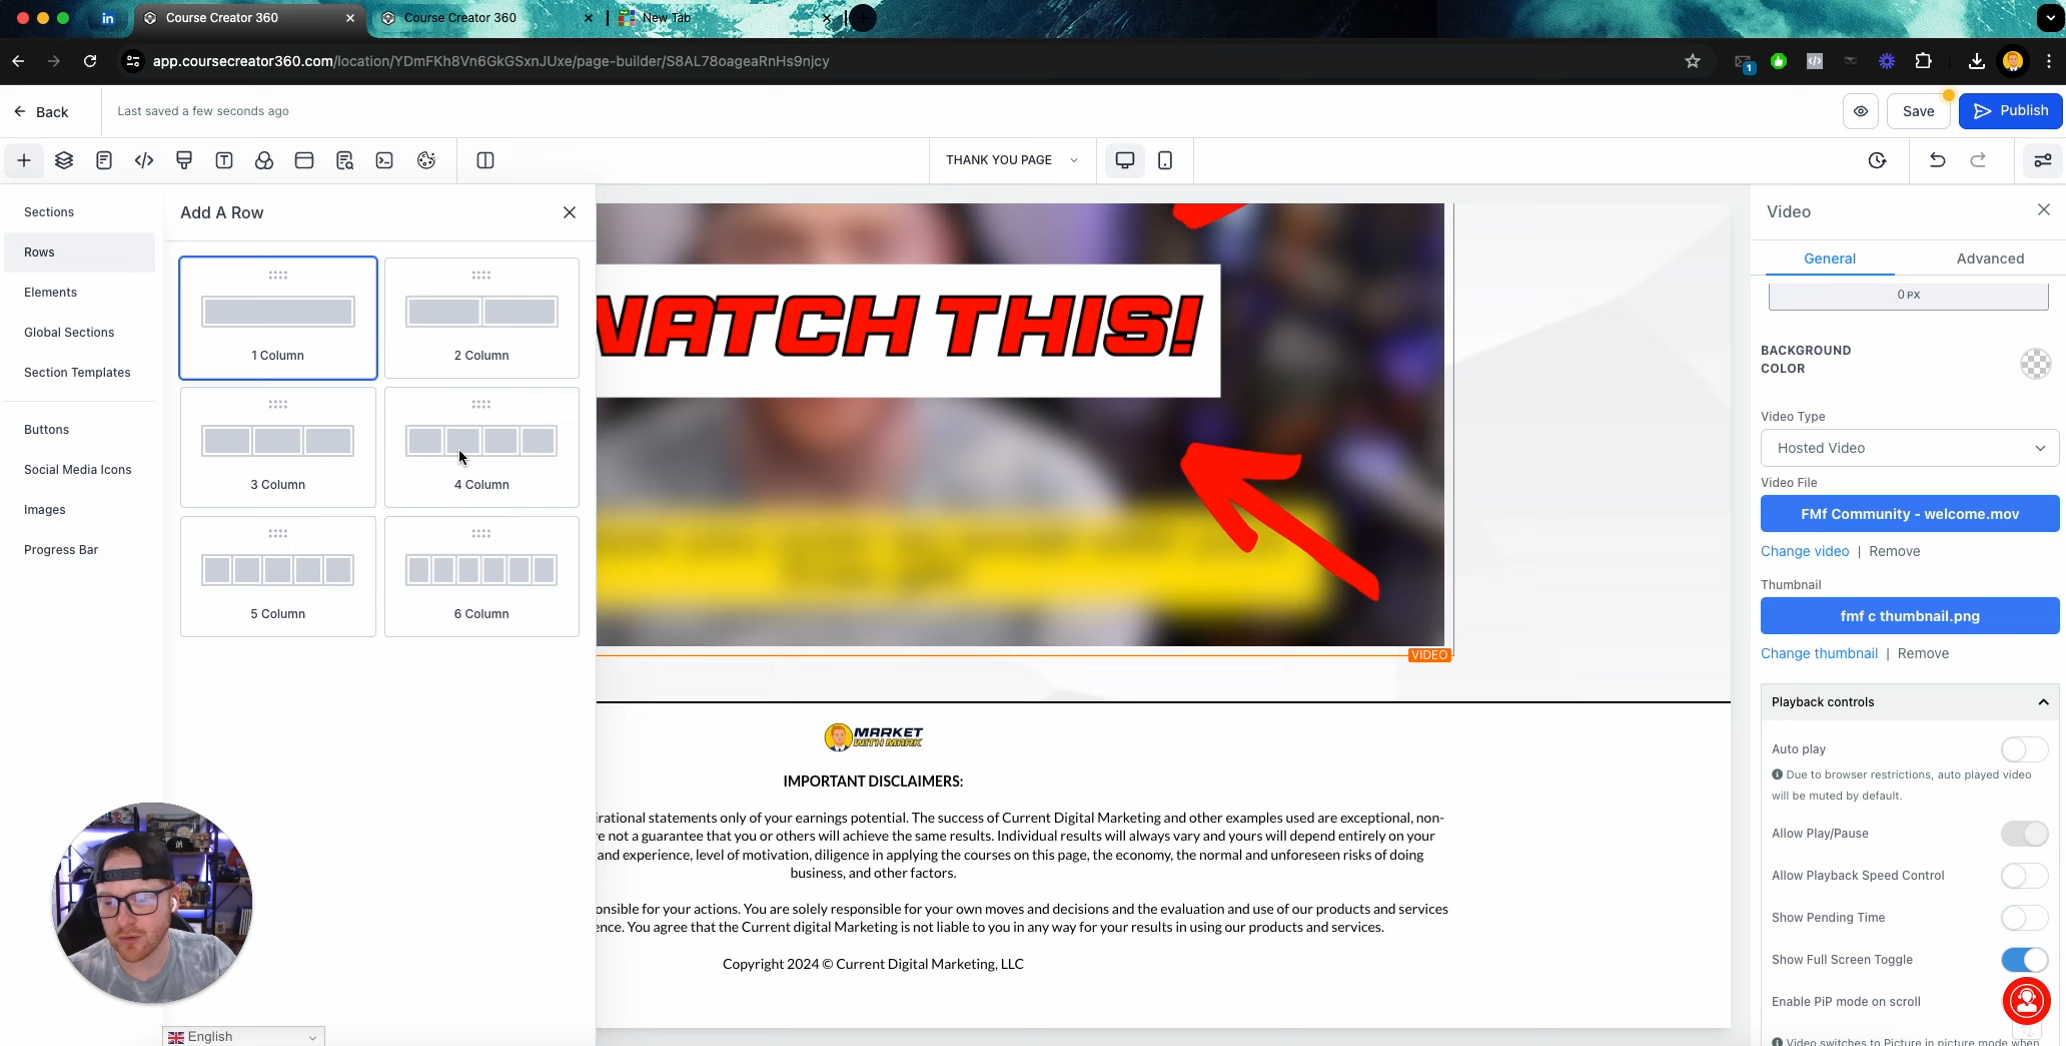 Course Creator 360
Course Creator 360
New Tab
app.coursecreator360.com/location/YDmFKh8Vn6GkGSxnJUxe/page-builder/S8AL78oageaRnHs9njcy
1
Back
Last saved a few seconds ago
Save
Publish
THANK YOU PAGE
Sections
Rows
Elements
Global Sections
Section Templates
Buttons
Social Media Icons
Images
Progress Bar
Add A Row
1 Column
2 Column
3 Column
4 Column
5 Column
6 Column
English
WATCH THIS!
VIDEO
MARKET
WITH MARK
IMPORTANT DISCLAIMERS:
irational statements only of your earnings potential. The success of Current Digital Marketing and other examples used are exceptional, non-
re not a guarantee that you or others will achieve the same results. Individual results will always vary and yours will depend entirely on your
and experience, level of motivation, diligence in applying the courses on this page, the economy, the normal and unforeseen risks of doing
business, and other factors.
onsible for your actions. You are solely responsible for your own moves and decisions and the evaluation and use of our products and services
ence. You agree that the Current digital Marketing is not liable to you in any way for your results in using our products and services.
Copyright 2024 © Current Digital Marketing, LLC
Video
General
Advanced
0 PX
BACKGROUND
COLOR
Video Type
Hosted Video
Video File
FMf Community - welcome.mov
Change video | Remove
Thumbnail
fmf c thumbnail.png
Change thumbnail | Remove
Playback controls
Auto play
Due to browser restrictions, auto played video
will be muted by default.
Allow Play/Pause
Allow Playback Speed Control
Show Pending Time
Show Full Screen Toggle
Enable PiP mode on scroll
Video switches to Picture in picture mode when